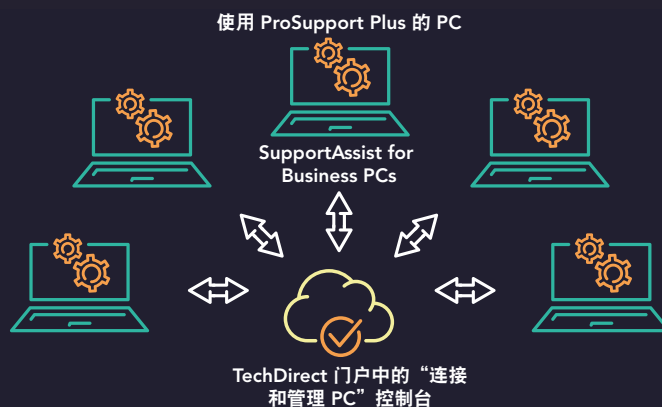 使用 ProSupport Plus 的 PC
SupportAssist for
Business PCs
TechDirect 门户中的“连接
和管理 PC”控制台